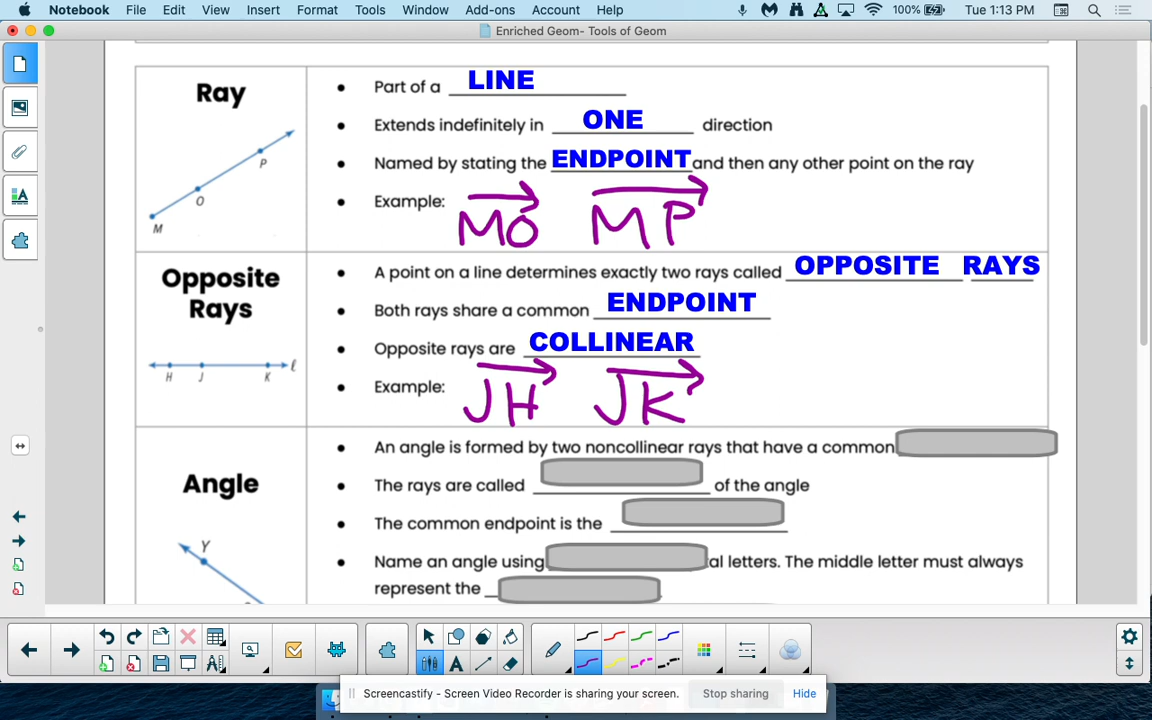 Notebook File Edit View Insert Format Tools Window Add-ons Account Help 100% Tue 1:13 PM
Enriched Geom- Tools of Geom
Ray
• Part of a LINE
• Extends indefinitely in ONE direction
• Named by stating the ENDPOINT and then any other point on the ray
• Example: MO MP
P
O
M
Opposite
Rays
• A point on a line determines exactly two rays called OPPOSITE RAYS
• Both rays share a common ENDPOINT
• Opposite rays are COLLINEAR
• Example: JH JK
H J K ℓ
Angle
• An angle is formed by two noncollinear rays that have a common
• The rays are called of the angle
• The common endpoint is the
• Name an angle using al letters. The middle letter must always
represent the
Y
A
Screencastify - Screen Video Recorder is sharing your screen. Stop sharing Hide